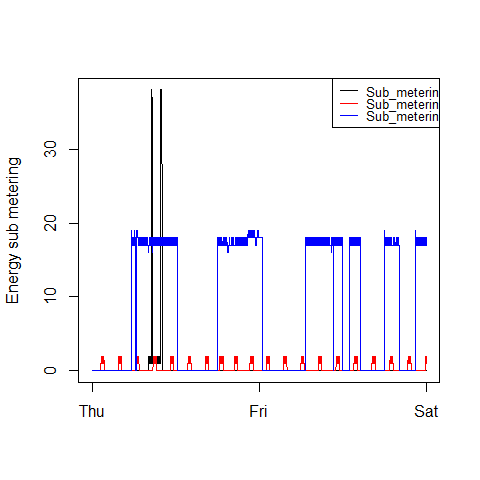 Sub_meterin
Sub_meterin
Sub_meterin
Energy sub metering
30
20
10
0
Thu Fri Sat